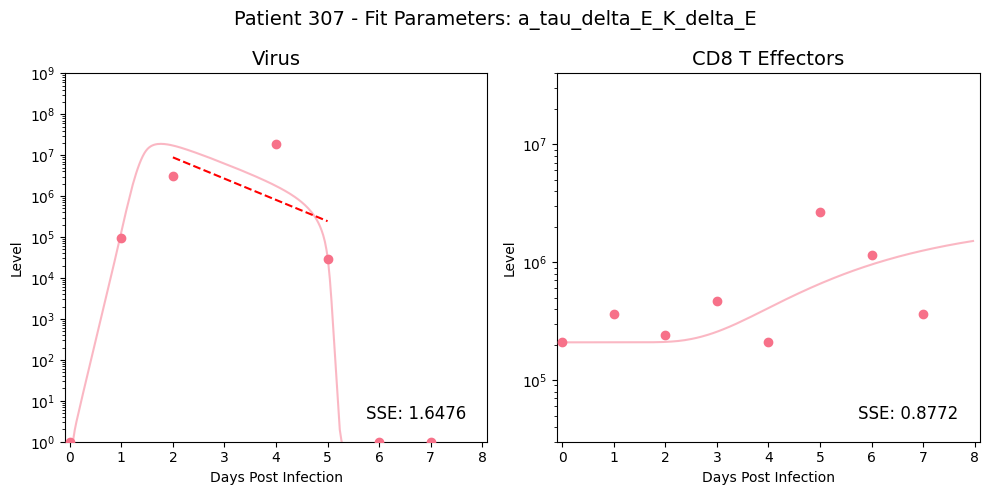 Patient 307 - Fit Parameters: a_tau_delta_E_K_delta_E
Virus
CD8 T Effectors
Level
10^9
10^8
10^7
10^6
10^5
10^4
10^3
10^2
10^1
10^0
SSE: 1.6476
0 1 2 3 4 5 6 7 8
Days Post Infection
Level
10^7
10^6
10^5
SSE: 0.8772
0 1 2 3 4 5 6 7 8
Days Post Infection